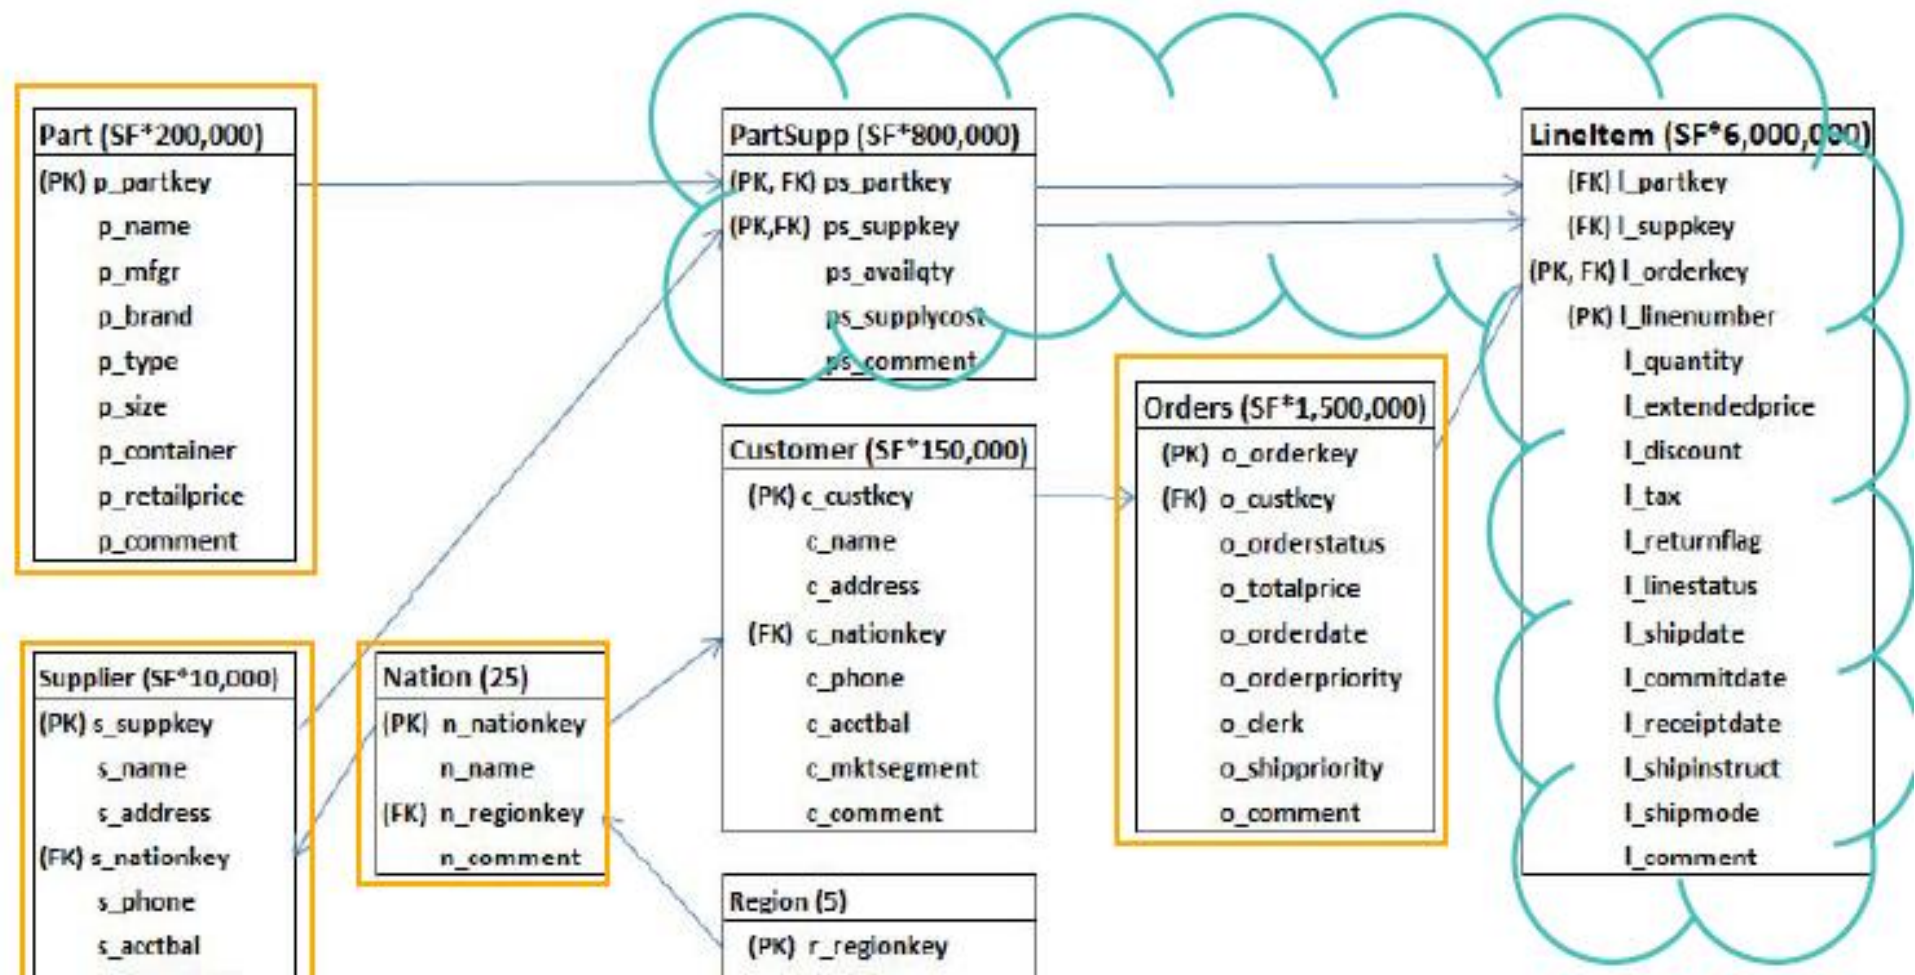 Part (SF*200,000)
(PK) p_partkey
p_name
p_mfgr
p_brand
p_type
p_size
p_container
p_retailprice
p_comment
Supplier (SF*10,000)
(PK) s_suppkey
s_name
s_address
(FK) s_nationkey
s_phone
s_acctbal
Nation (25)
(PK) n_nationkey
n_name
(FK) n_regionkey
n_comment
PartSupp (SF*800,000)
(PK, FK) ps_partkey
(PK,FK) ps_suppkey
ps_availqty
ps_supplycost
ps_comment
Customer (SF*150,000)
(PK) c_custkey
c_name
c_address
(FK) c_nationkey
c_phone
c_acctbal
c_mktsegment
c_comment
Region (5)
(PK) r_regionkey
Orders (SF*1,500,000)
(PK) o_orderkey
(FK) o_custkey
o_orderstatus
o_totalprice
o_orderdate
o_orderpriority
o_clerk
o_shippriority
o_comment
LineItem (SF*6,000,000)
(FK) l_partkey
(FK) l_suppkey
(PK, FK) l_orderkey
(PK) l_linenumber
l_quantity
l_extendedprice
l_discount
l_tax
l_returnflag
l_linestatus
l_shipdate
l_commitdate
l_receiptdate
l_shipinstruct
l_shipmode
l_comment